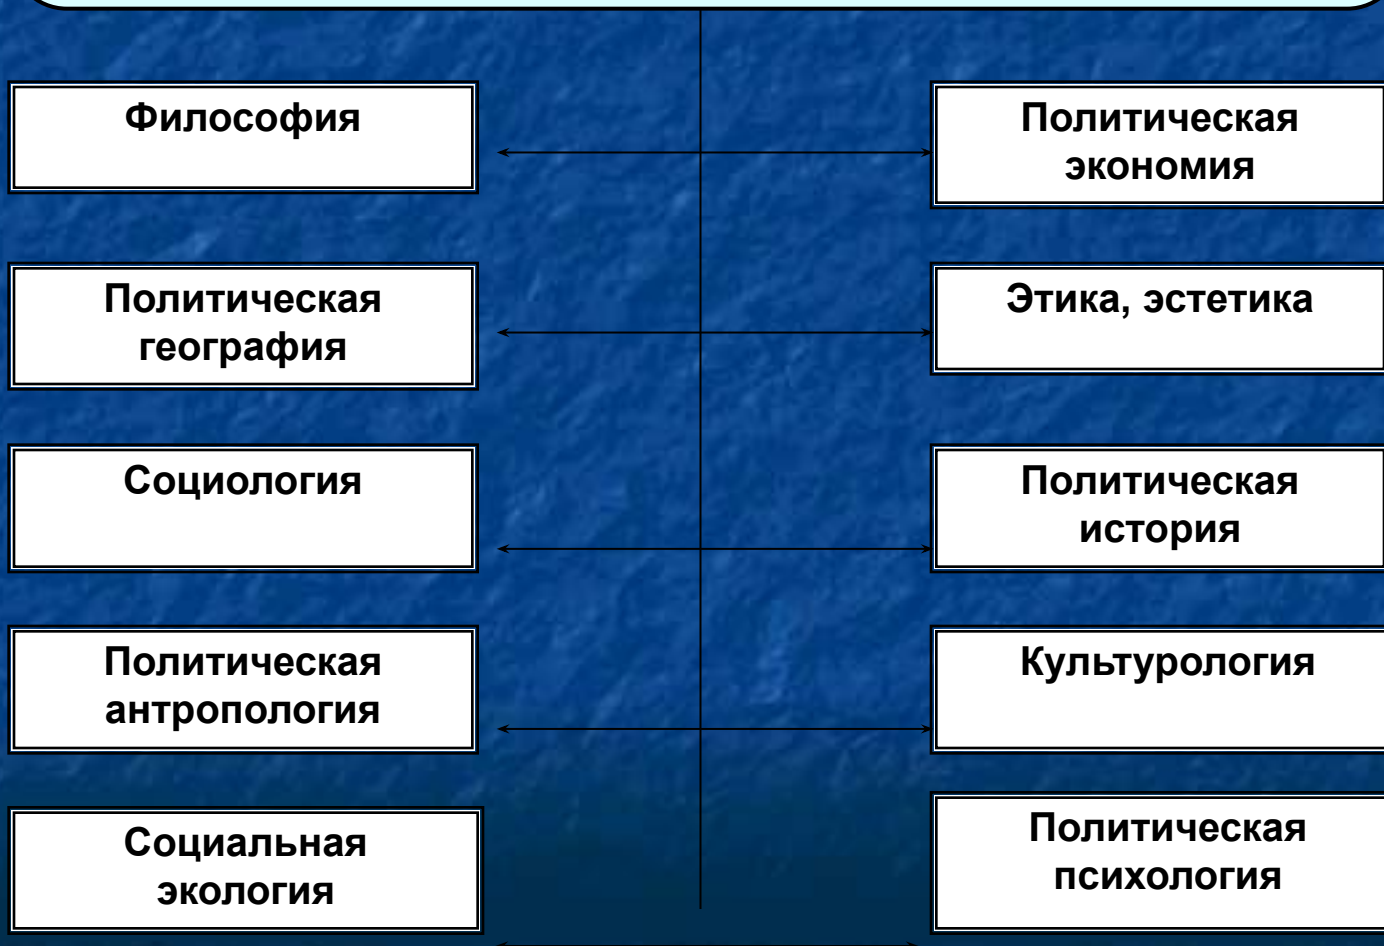 Философия
Политическая
экономия
Политическая
география
Этика, эстетика
Социология
Политическая
история
Политическая
антропология
Культурология
Социальная
экология
Политическая
психология